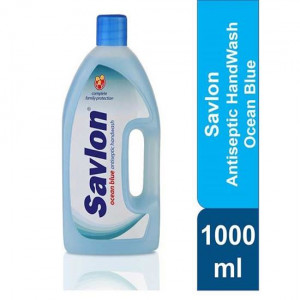 complete
family protection
Savlon
ocean blue antiseptic handwash
Savlon
Antiseptic HandWash
Ocean Blue
1000
ml